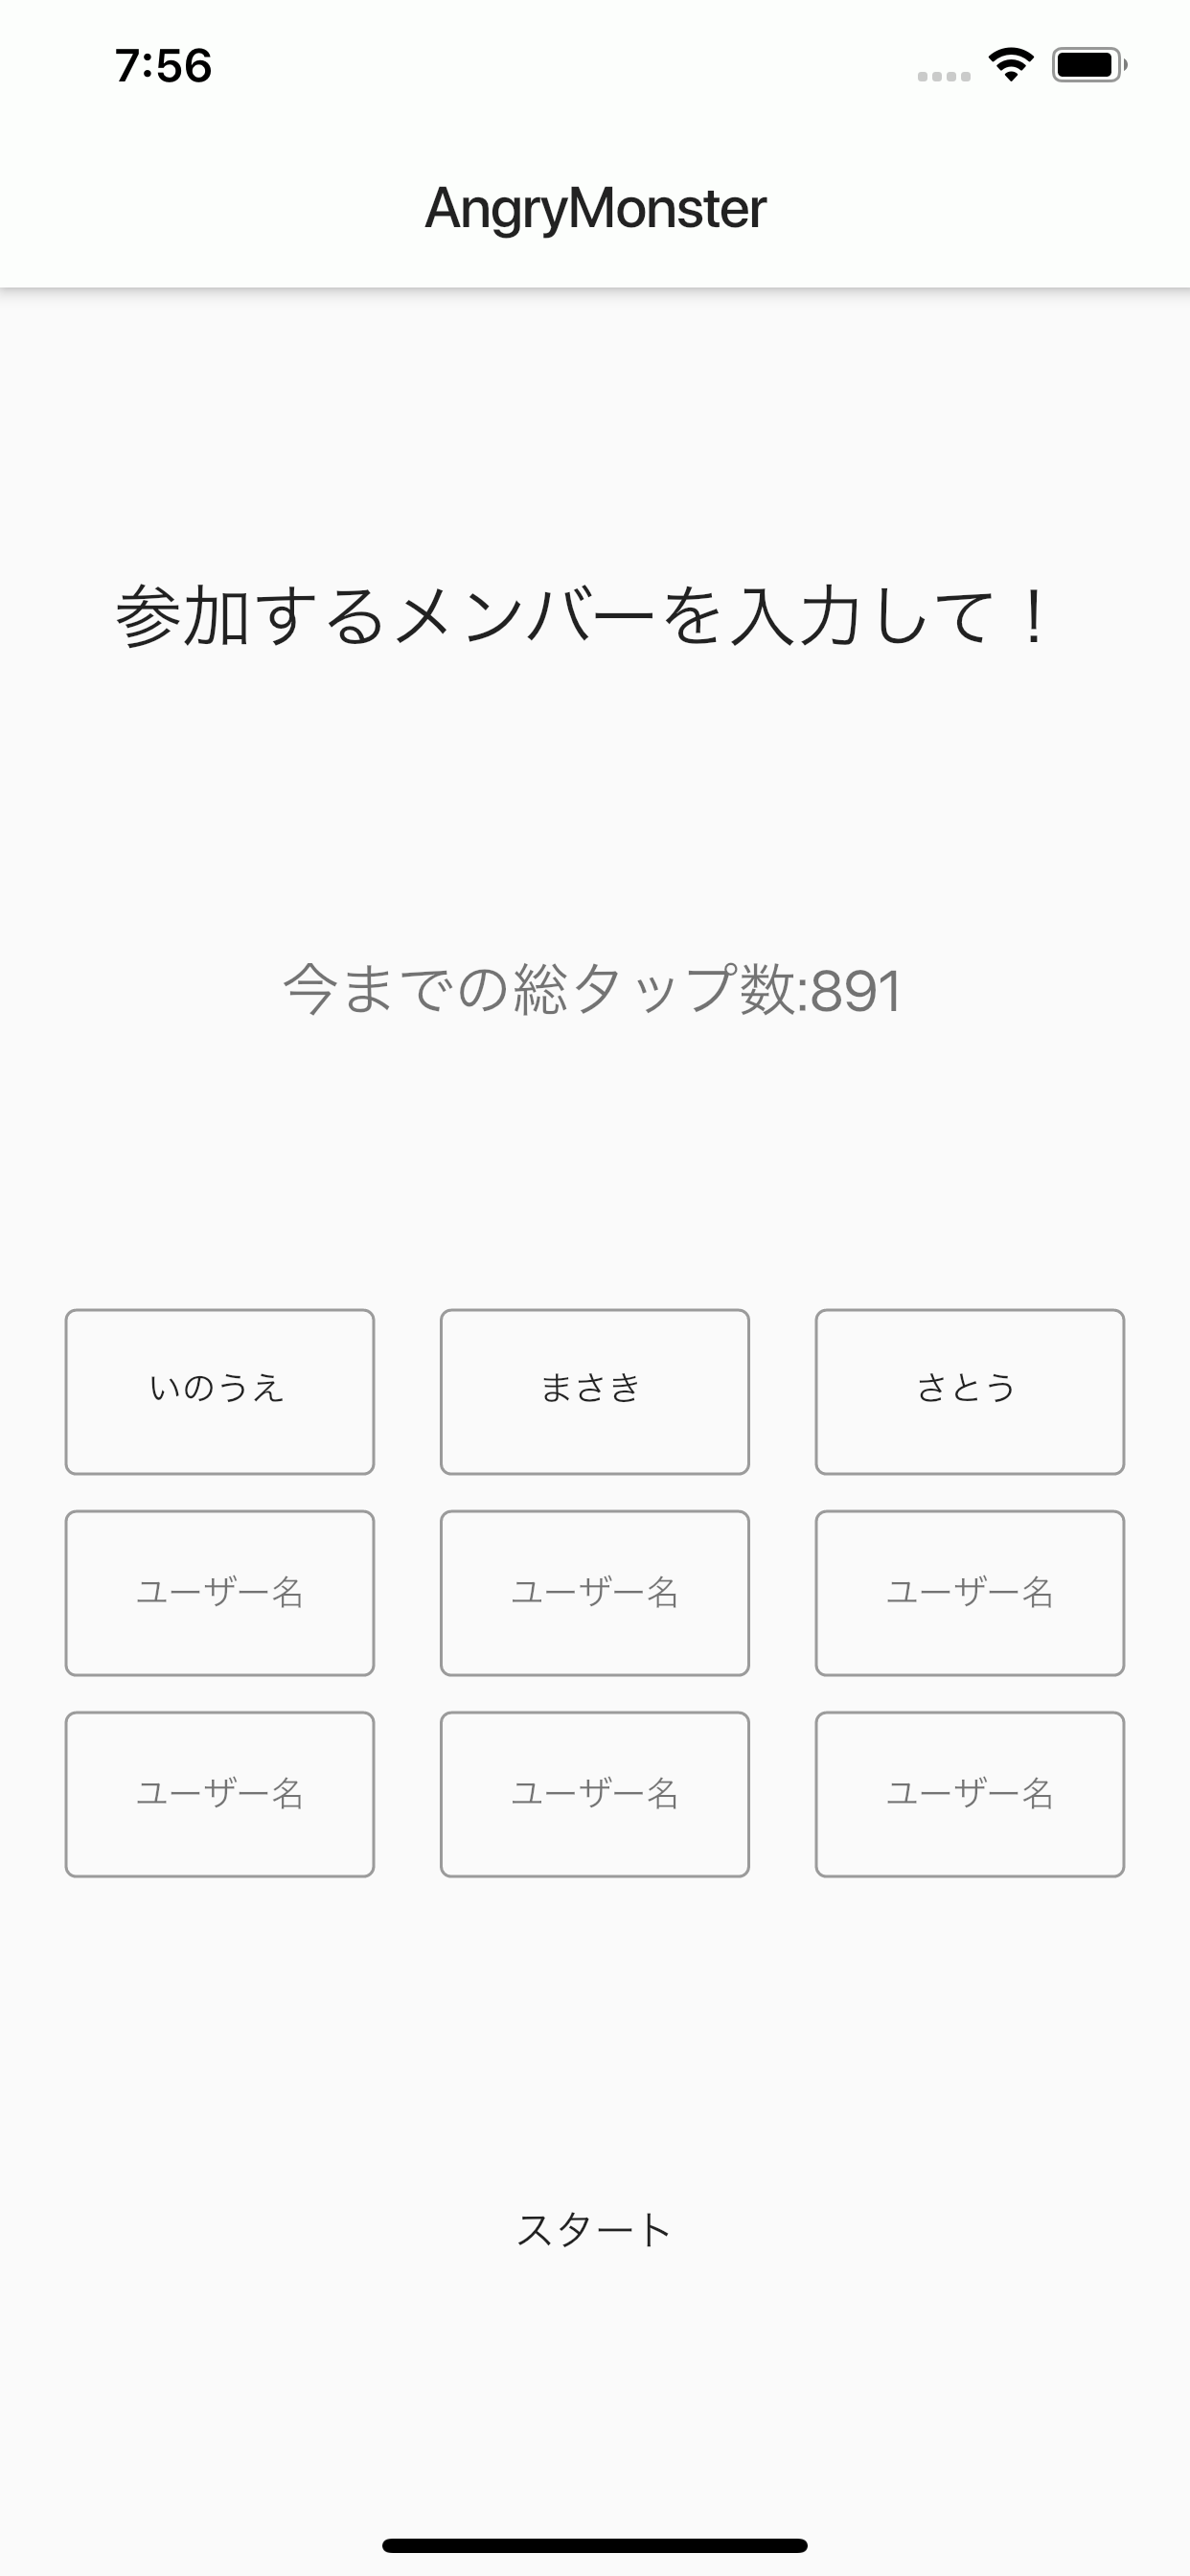 7:56
AngryMonster
参加するメンバーを入力して！
今までの総タップ数:891
いのうえ
まさき
さとう
ユーザー名
ユーザー名
ユーザー名
ユーザー名
ユーザー名
ユーザー名
スタート